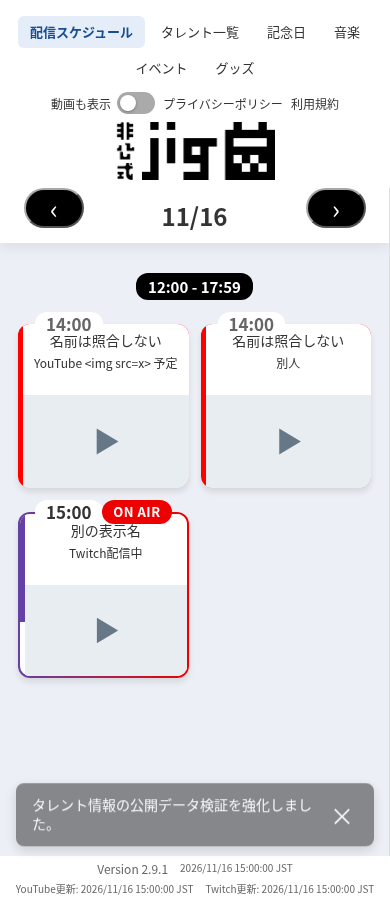 配信スケジュール タレント一覧 記念日 音楽
イベント グッズ
動画も表示 プライバシーポリシー 利用規約
非公式 jig
‹ 11/16 ›
12:00 - 17:59
14:00 14:00
名前は照合しない 名前は照合しない
YouTube <img src=x> 予定 別人
15:00 ON AIR
別の表示名
Twitch配信中
タレント情報の公開データ検証を強化しまし
た。
Version 2.9.1 2026/11/16 15:00:00 JST
YouTube更新: 2026/11/16 15:00:00 JST Twitch更新: 2026/11/16 15:00:00 JST